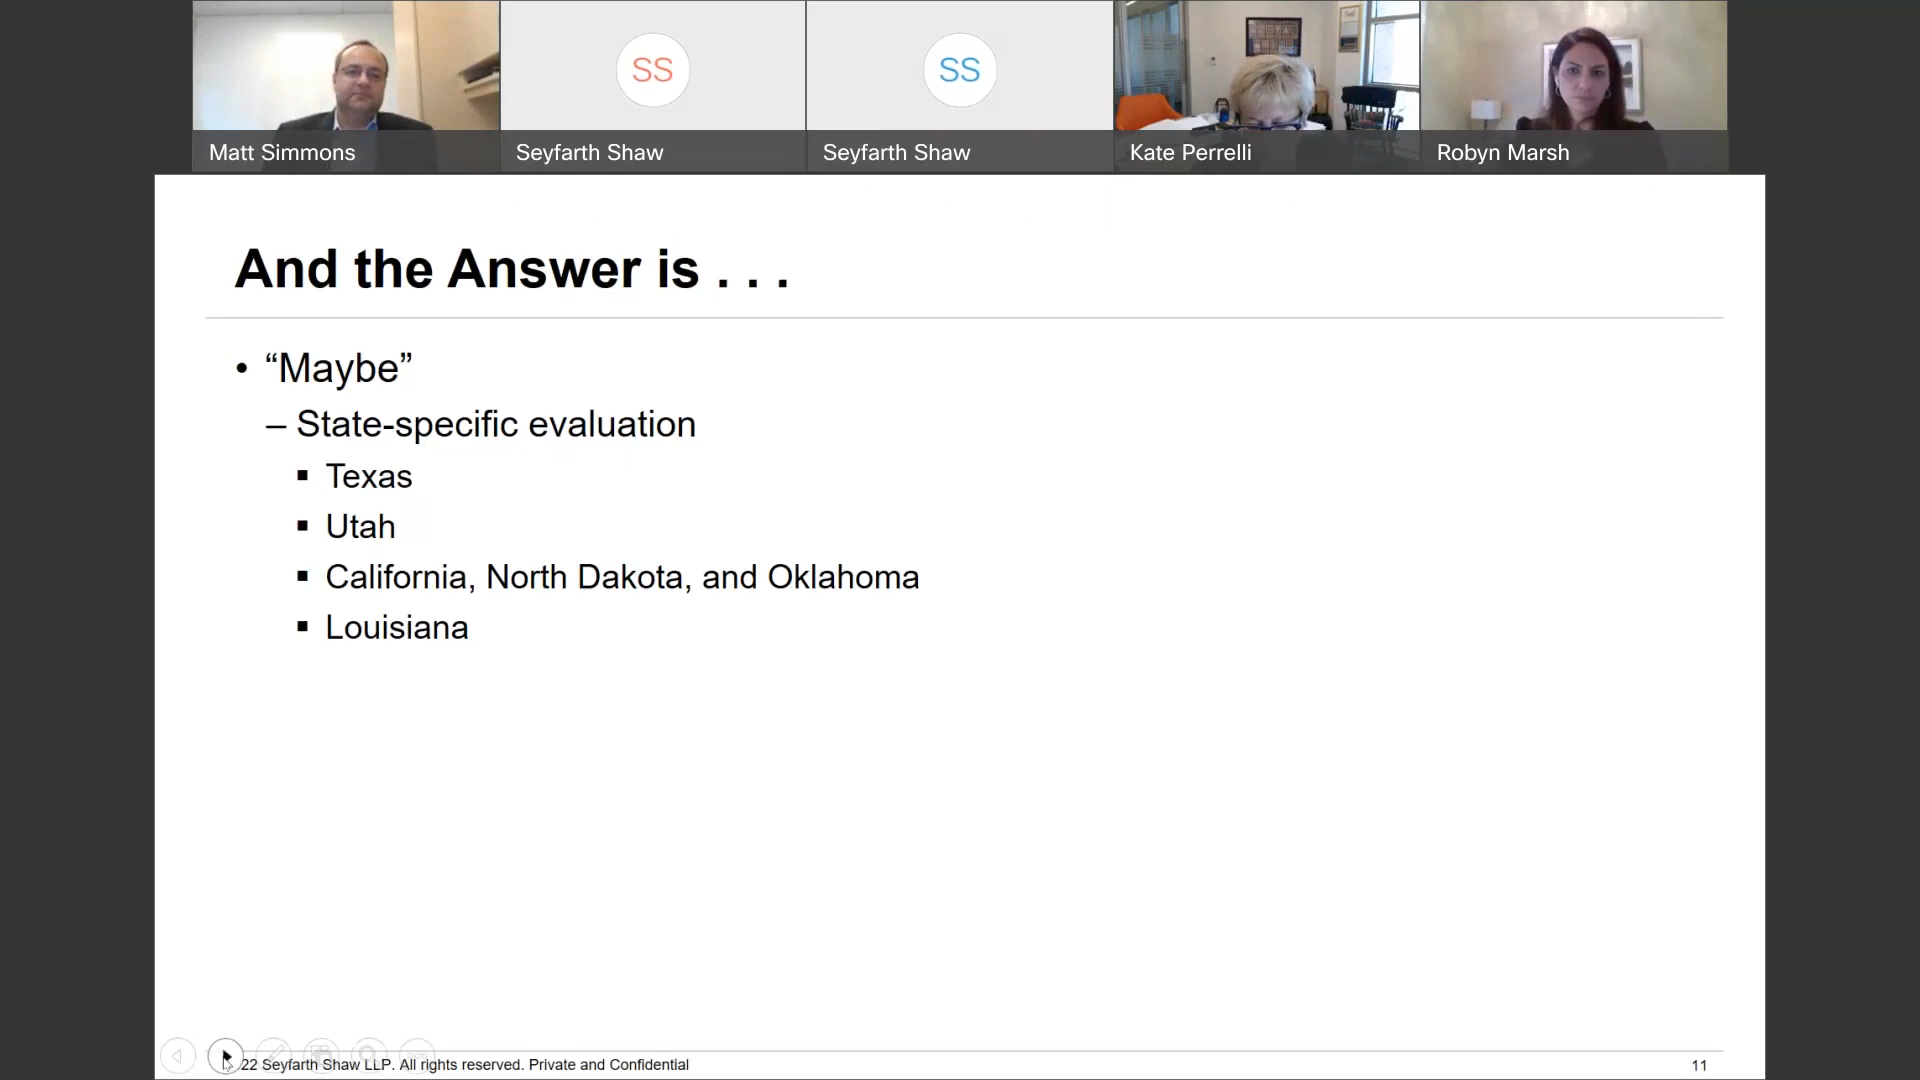 Matt Simmons
SS
Seyfarth Shaw
SS
Seyfarth Shaw
Kate Perrelli
Robyn Marsh
And the Answer is . . .
• “Maybe”
– State-specific evaluation
▪ Texas
▪ Utah
▪ California, North Dakota, and Oklahoma
▪ Louisiana
22 Seyfarth Shaw LLP. All rights reserved. Private and Confidential
11